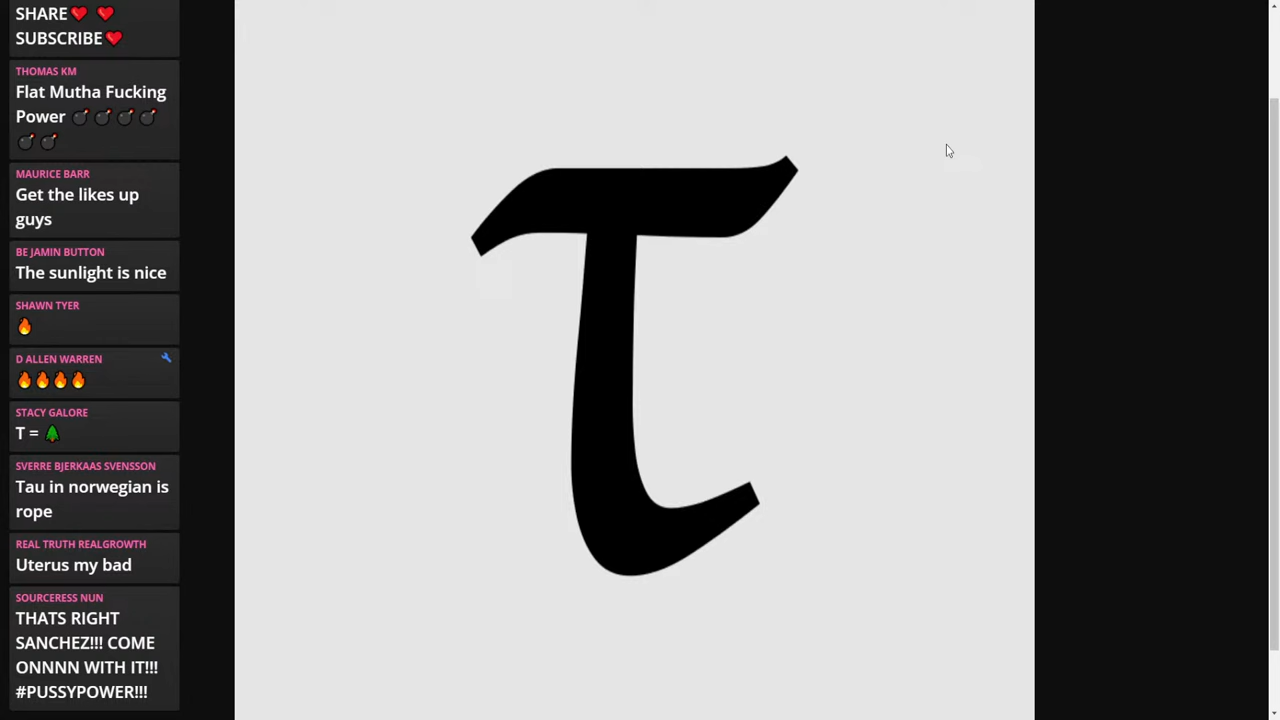 SHARE❤️ ❤️
SUBSCRIBE❤️
THOMAS KM
Flat Mutha Fucking
Power 💣 💣 💣 💣
💣 💣
MAURICE BARR
Get the likes up
guys
BE JAMIN BUTTON
The sunlight is nice
SHAWN TYER
🔥
D ALLEN WARREN
🔥🔥🔥🔥
STACY GALORE
T = 🌲
SVERRE BJERKAAS SVENSSON
Tau in norwegian is
rope
REAL TRUTH REALGROWTH
Uterus my bad
SOURCERESS NUN
THATS RIGHT
SANCHEZ!!! COME
ONNNN WITH IT!!!
#PUSSYPOWER!!!
τ